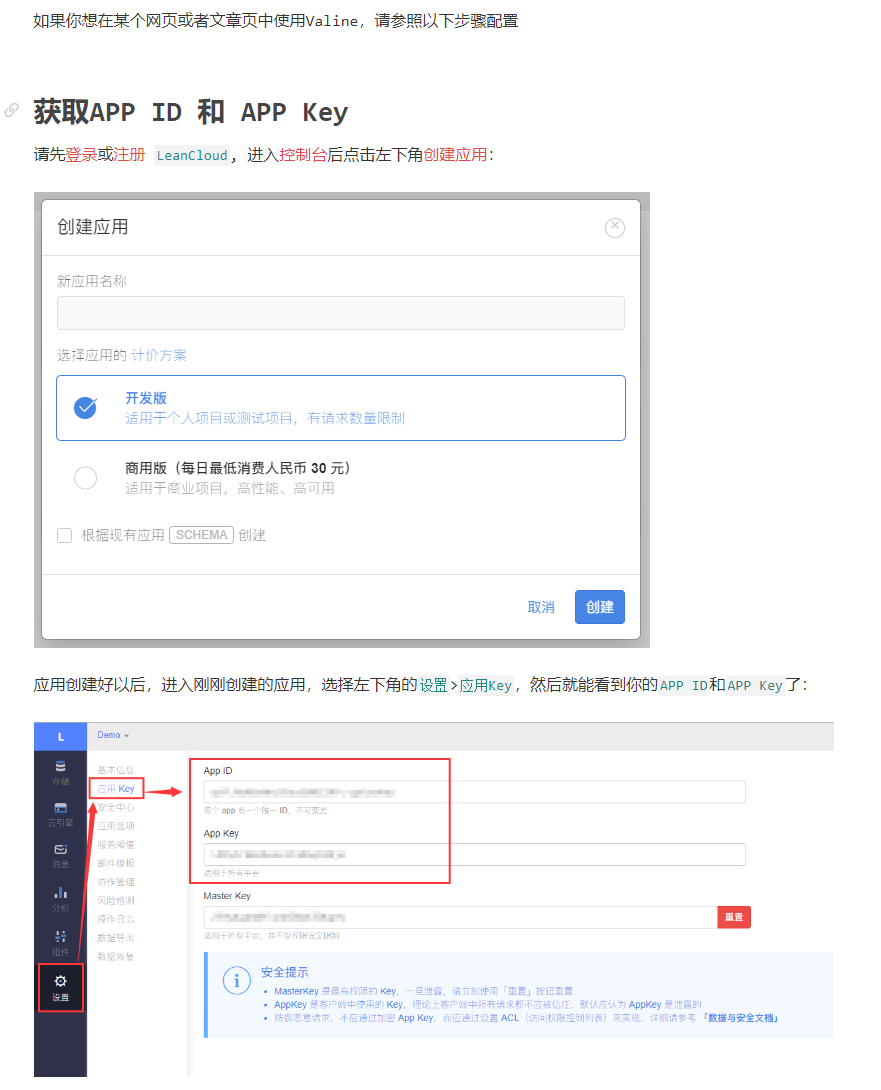 如果你想在某个网页或者文章页中使用Valine，请参照以下步骤配置
获取APP ID 和 APP Key
请先登录或注册 LeanCloud，进入控制台后点击左下角创建应用：
创建应用
新应用名称
选择应用的 计价方案
开发版
适用于个人项目或测试项目，有请求数量限制
商用版（每日最低消费人民币 30 元）
适用于商业项目，高性能、高可用
根据现有应用 SCHEMA 创建
取消 创建
应用创建好以后，进入刚刚创建的应用，选择左下角的设置>应用Key，然后就能看到你的APP ID和APP Key了：
L
Demo
存储
云引擎
消息
分析
组件
设置
基本信息
应用 Key
安全中心
应用选项
服务阈值
邮件模板
协作管理
风险检测
操作日志
数据导出
数据恢复
App ID
每个 app 有一个唯一 ID，不可变更
App Key
适用于所有平台
Master Key
重置
适用于所有平台，并不受权限设定限制
安全提示
MasterKey 是最高权限的 Key，一旦泄露，请立刻使用「重置」按钮重置
AppKey 是客户端中使用的 Key，理论上客户端中所有请求都不应被信任，默认应认为 AppKey 是泄露的
防御恶意请求，不应通过加密 App Key，而应通过设置 ACL（访问权限控制列表）来实现，详细请参考 「数据与安全文档」